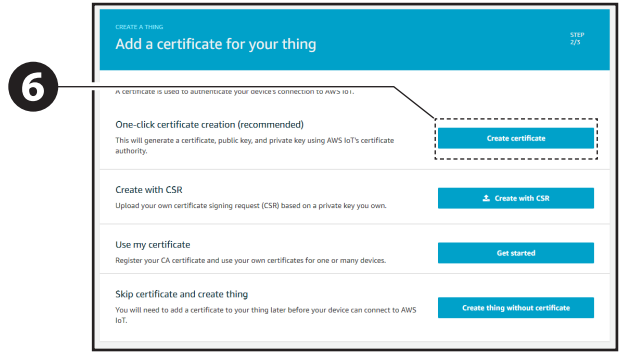 CREATE A THING
Add a certificate for your thing
STEP
2/3
6
A certificate is used to authenticate your device's connection to AWS IoT.
One-click certificate creation (recommended)
This will generate a certificate, public key, and private key using AWS IoT's certificate
authority.
Create certificate
Create with CSR
Upload your own certificate signing request (CSR) based on a private key you own.
Create with CSR
Use my certificate
Register your CA certificate and use your own certificates for one or many devices.
Get started
Skip certificate and create thing
You will need to add a certificate to your thing later before your device can connect to AWS
IoT.
Create thing without certificate